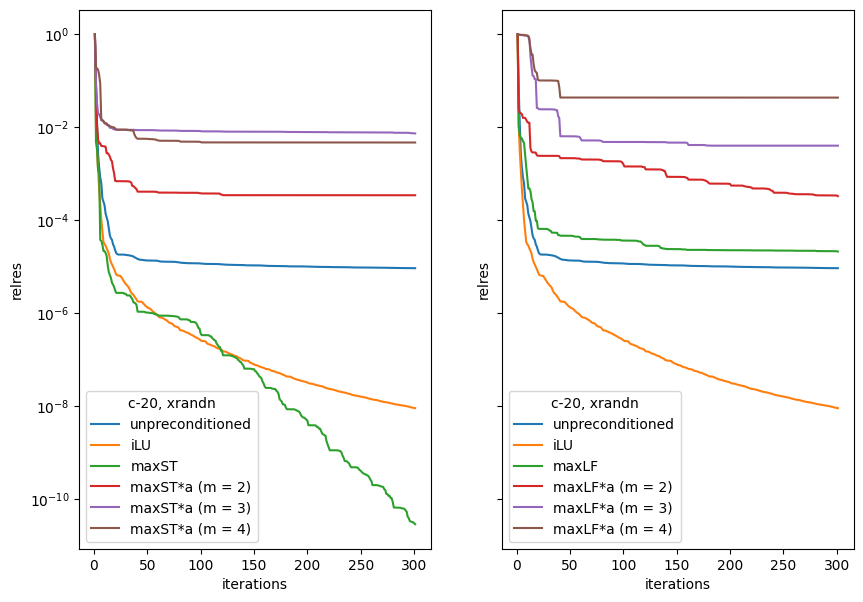 10⁰
10⁻²
10⁻⁴
10⁻⁶
10⁻⁸
10⁻¹⁰
relres
c-20, xrandn
unpreconditioned
iLU
maxST
maxST*a (m = 2)
maxST*a (m = 3)
maxST*a (m = 4)
0 50 100 150 200 250 300
iterations
relres
c-20, xrandn
unpreconditioned
iLU
maxLF
maxLF*a (m = 2)
maxLF*a (m = 3)
maxLF*a (m = 4)
0 50 100 150 200 250 300
iterations